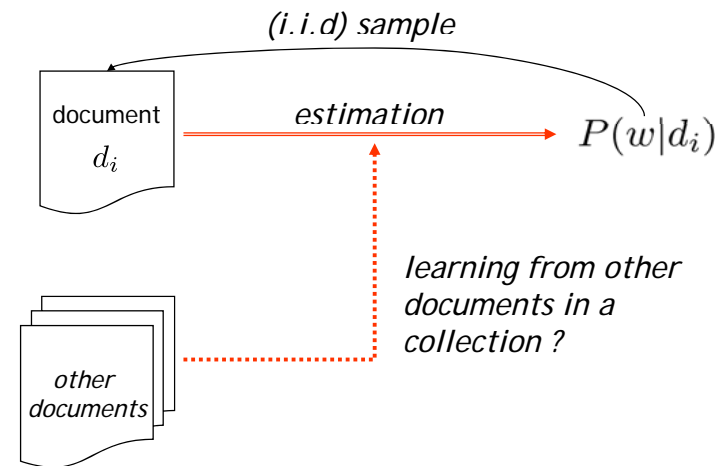 (i.i.d) sample
document
d_i
estimation
P(w|d_i)
learning from other
documents in a
collection ?
other
documents